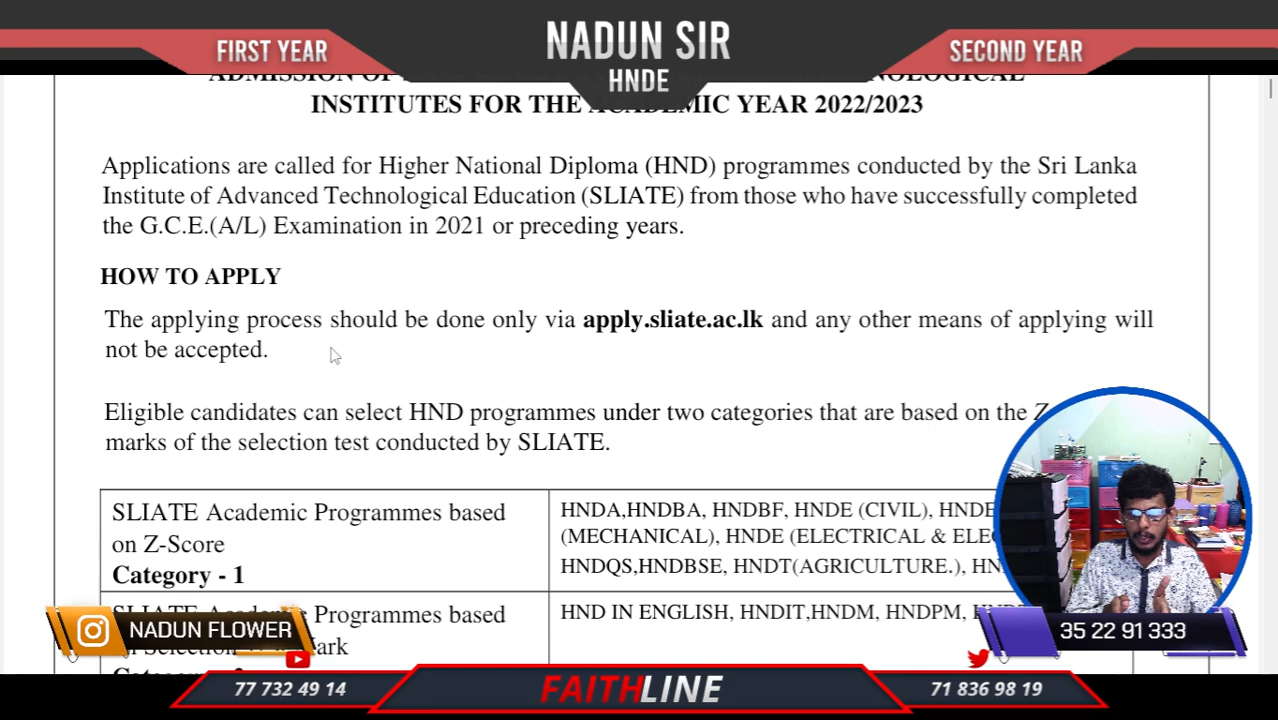 FIRST YEAR
NADUN SIR
HNDE
SECOND YEAR
ADMISSION OF
INSTITUTES FOR THE ACADEMIC YEAR 2022/2023
Applications are called for Higher National Diploma (HND) programmes conducted by the Sri Lanka
Institute of Advanced Technological Education (SLIATE) from those who have successfully completed
the G.C.E.(A/L) Examination in 2021 or preceding years.
HOW TO APPLY
The applying process should be done only via apply.sliate.ac.lk and any other means of applying will
not be accepted.
Eligible candidates can select HND programmes under two categories that are based on the Z
marks of the selection test conducted by SLIATE.
SLIATE Academic Programmes based
on Z-Score
Category - 1
HNDA,HNDBA, HNDBF, HNDE (CIVIL), HNDE
(MECHANICAL), HNDE (ELECTRICAL & ELEC
HNDQS,HNDBSE, HNDT(AGRICULTURE.), HN
SLIATE Programmes based
HND IN ENGLISH, HNDIT,HNDM, HNDPM,
NADUN FLOWER
35 22 91 333
77 732 49 14
FAITHLINE
71 836 98 19